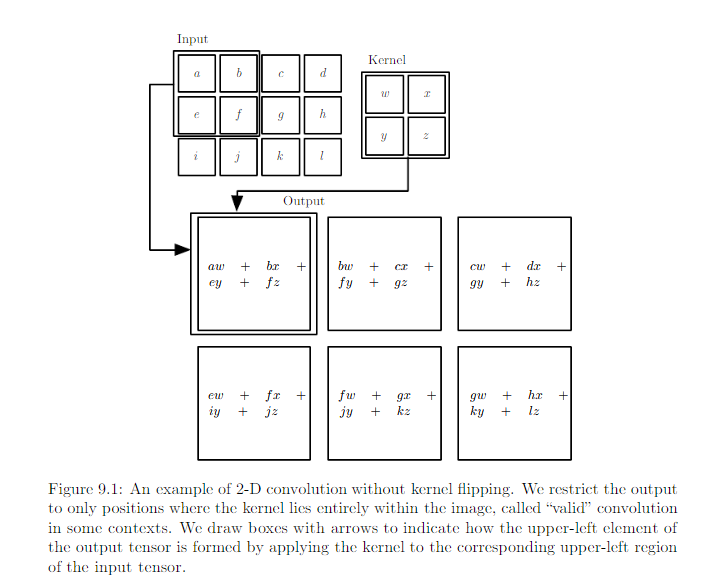 Input
Kernel
a b c d
w x
e f g h
y z
i j k l
Output
aw + bx +
ey + fz
bw + cx +
fy + gz
cw + dx +
gy + hz
ew + fx +
iy + jz
fw + gx +
jy + kz
gw + hx +
ky + lz
Figure 9.1: An example of 2-D convolution without kernel flipping. We restrict the output
to only positions where the kernel lies entirely within the image, called “valid” convolution
in some contexts. We draw boxes with arrows to indicate how the upper-left element of
the output tensor is formed by applying the kernel to the corresponding upper-left region
of the input tensor.